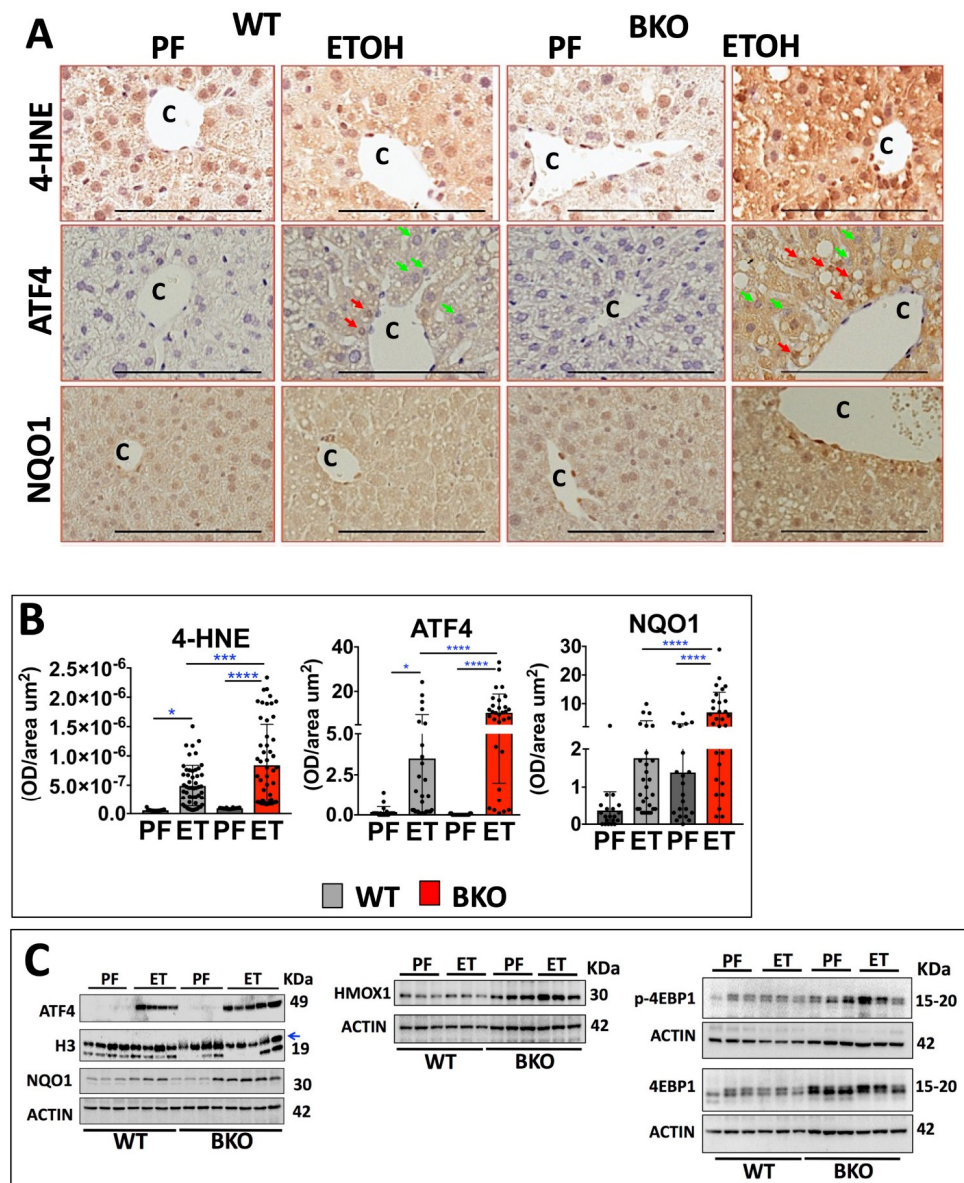 A
WT
BKO
PF
ETOH
PF
ETOH
4-HNE
C
C
C
C
ATF4
C
C
C
C
NQO1
C
C
C
C
B
4-HNE
ATF4
NQO1
(OD/area um²)
2.5×10⁻⁶
2.0×10⁻⁶
1.5×10⁻⁶
1.0×10⁻⁶
5.0×10⁻⁷
0.0
*
***
****
PF ET PF ET
(OD/area um²)
40
20
5.0
2.5
0.0
*
****
****
PF ET PF ET
(OD/area um²)
30
20
10
2
1
0
****
****
PF ET PF ET
WT BKO
C
PF ET PF ET KDa
ATF4 49
H3 19
NQO1 30
ACTIN 42
WT BKO
PF ET PF ET KDa
HMOX1 30
ACTIN 42
WT BKO
PF ET PF ET KDa
p-4EBP1 15-20
ACTIN 42
4EBP1 15-20
ACTIN 42
WT BKO